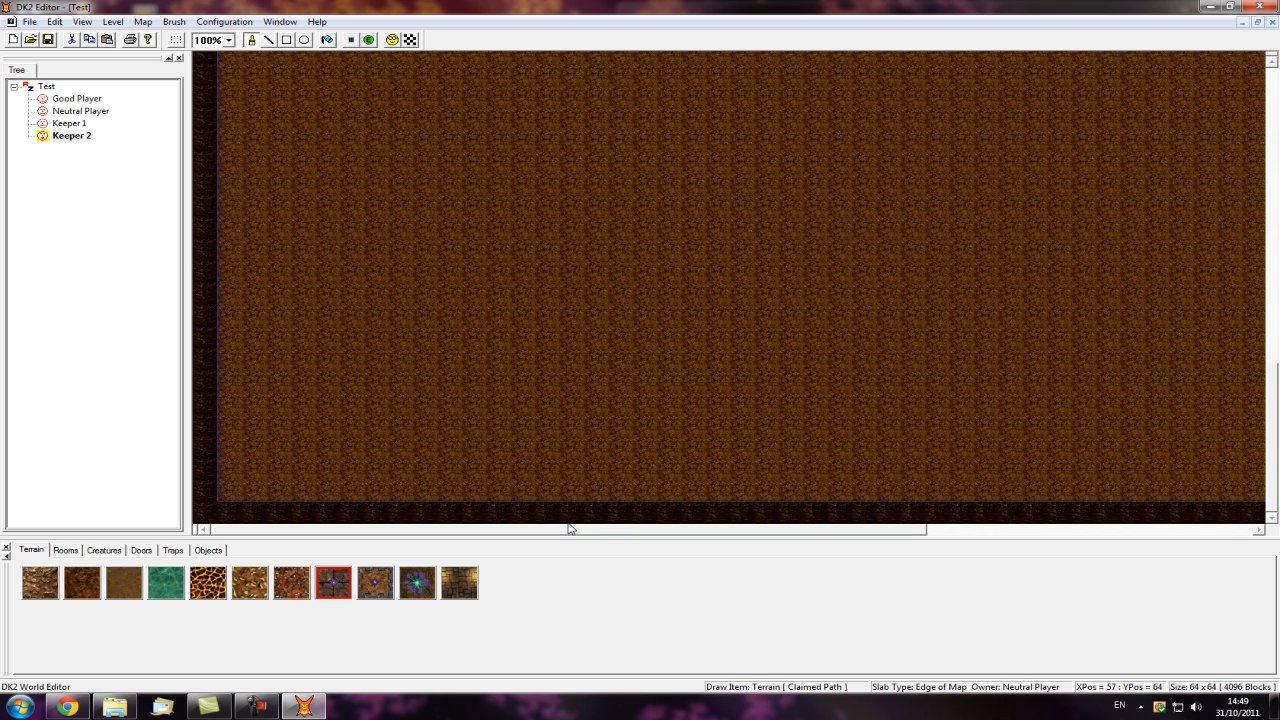 DK2 Editor - [Test]
File Edit View Level Map Brush Configuration Window Help
100%
Tree
Test
Good Player
Neutral Player
Keeper 1
Keeper 2
Terrain Rooms Creatures Doors Traps Objects
DK2 World Editor
Draw Item: Terrain [ Claimed Path ]
Slab Type: Edge of Map Owner: Neutral Player
XPos = 57 : YPos = 64
Size: 64 x 64 [ 4096 Blocks ]
EN
14:49
31/10/2011